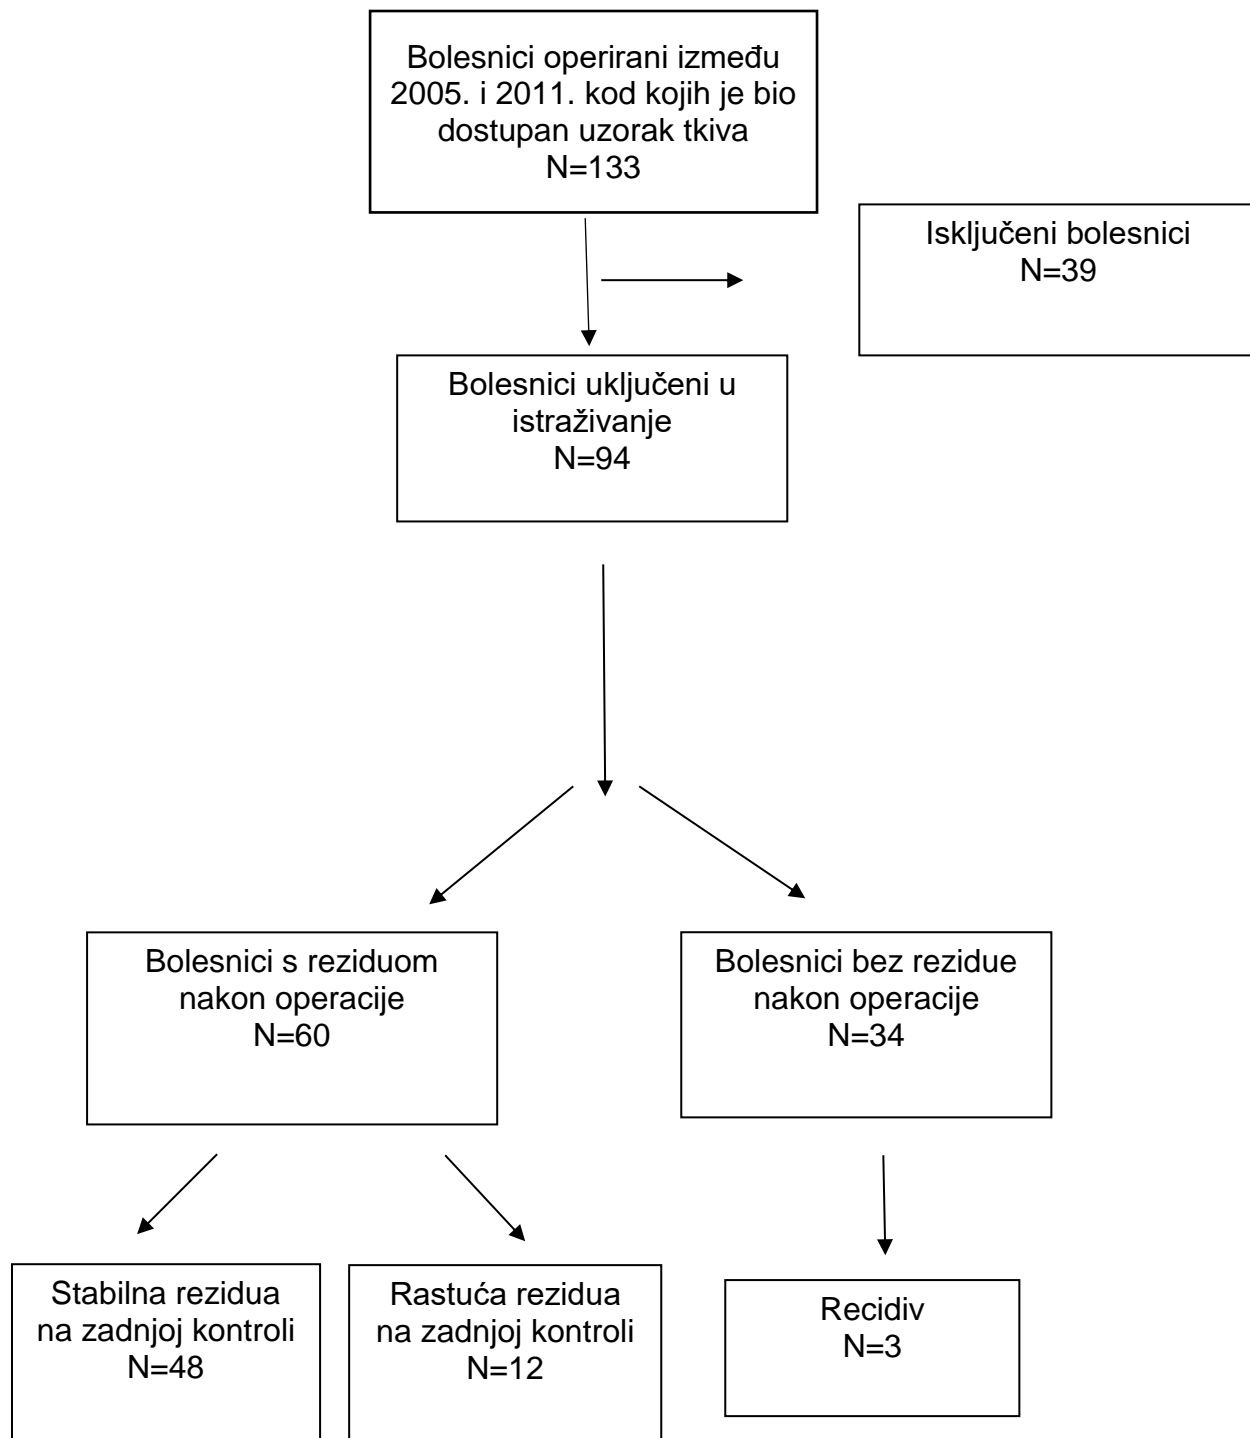 Bolesnici operirani između
2005. i 2011. kod kojih je bio
dostupan uzorak tkiva
N=133
Isključeni bolesnici
N=39
Bolesnici uključeni u
istraživanje
N=94
Bolesnici s reziduom
nakon operacije
N=60
Bolesnici bez rezidue
nakon operacije
N=34
Stabilna rezidua
na zadnjoj kontroli
N=48
Rastuća rezidua
na zadnjoj kontroli
N=12
Recidiv
N=3